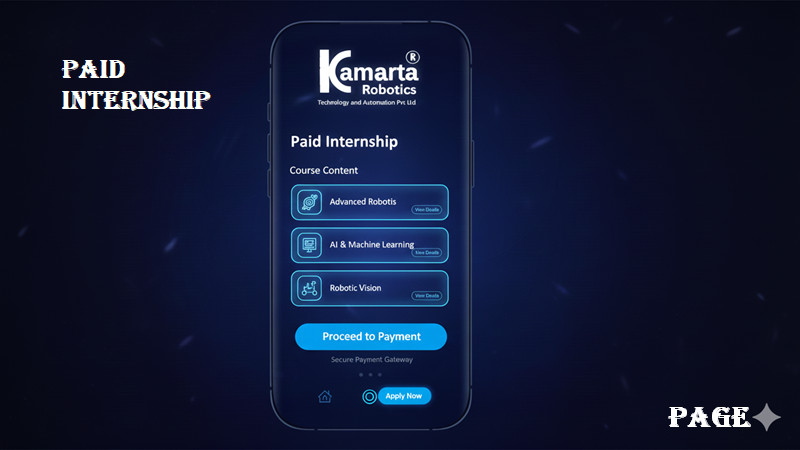 PAID
INTERNSHIP
Kamarta®
Robotics
Technology and Automation Pvt Ltd
Paid Internship
Course Content
Advanced Robotis
View Deails
AI & Machine Learning
View Deails
Robotic Vision
View Deails
Proceed to Payment
Secure Payment Gateway
Apply Now
PAGE